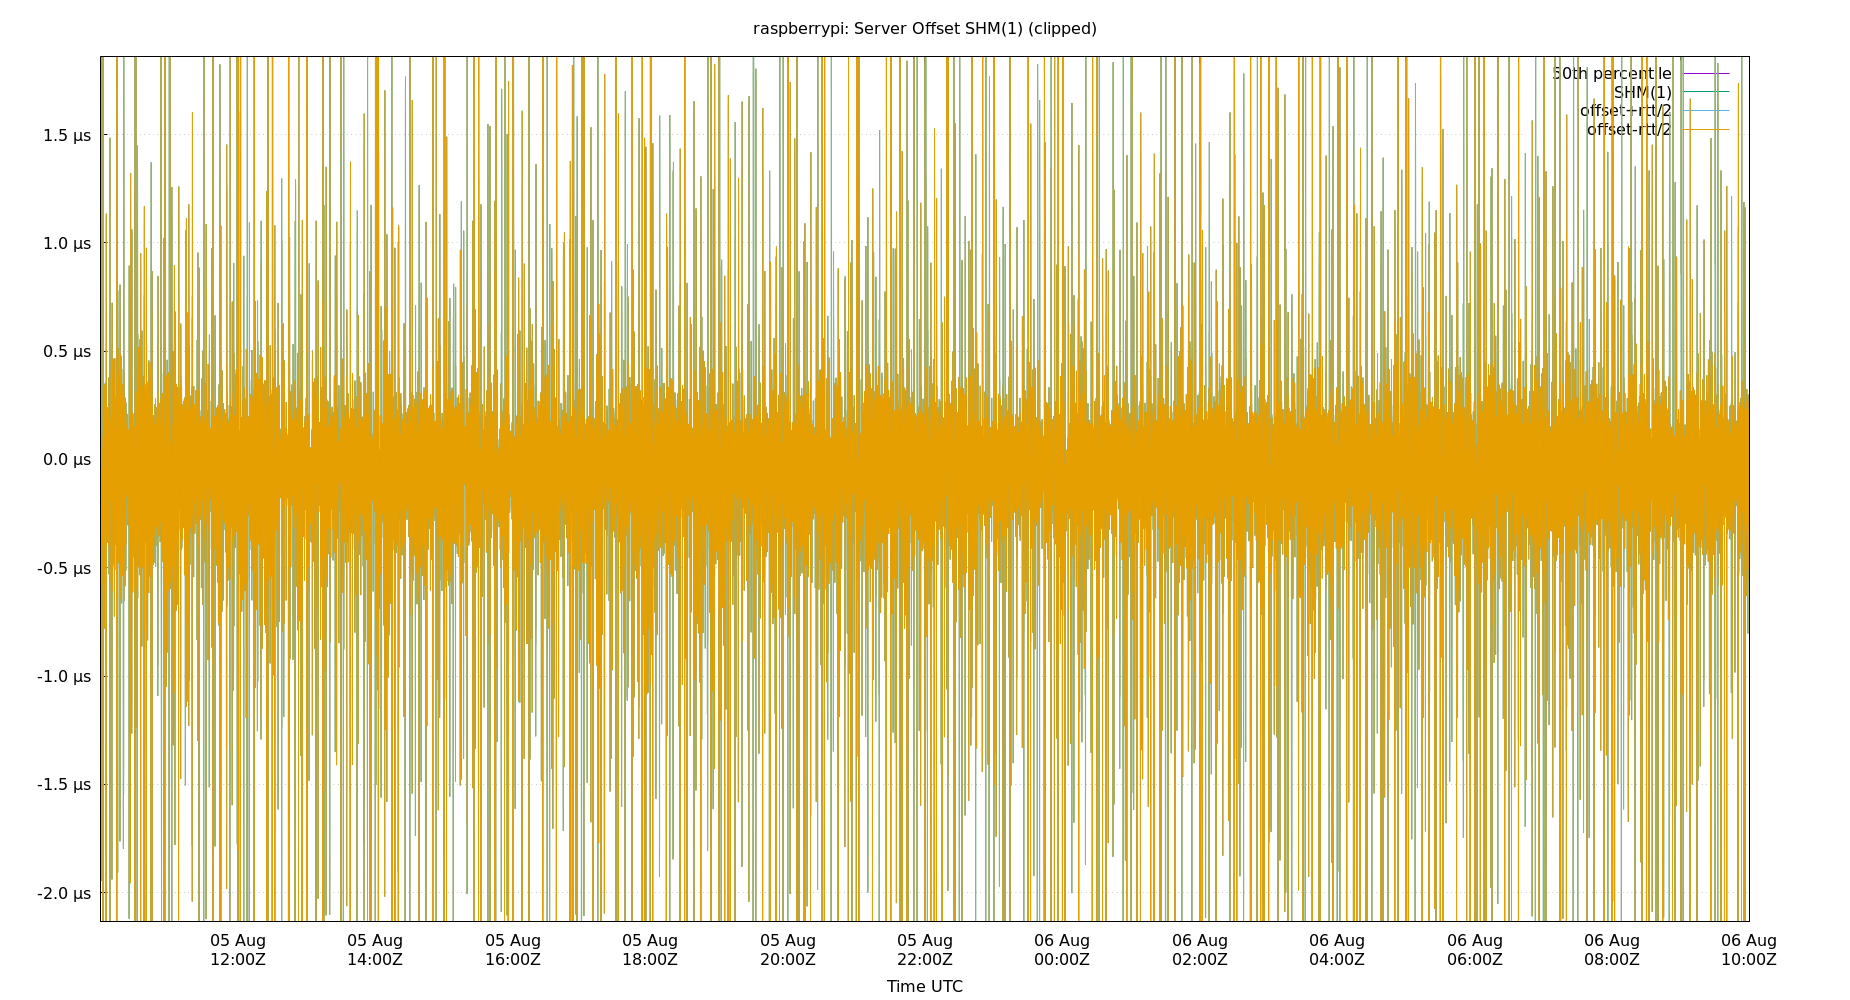 raspberrypi: Server Offset SHM(1) (clipped)
50th percentile
SHM(1)
offset+rtt/2
offset-rtt/2
1.5 µs
1.0 µs
0.5 µs
0.0 µs
-0.5 µs
-1.0 µs
-1.5 µs
-2.0 µs
05 Aug 05 Aug 05 Aug 05 Aug 05 Aug 05 Aug 06 Aug 06 Aug 06 Aug 06 Aug 06 Aug 06 Aug
12:00Z 14:00Z 16:00Z 18:00Z 20:00Z 22:00Z 00:00Z 02:00Z 04:00Z 06:00Z 08:00Z 10:00Z
Time UTC